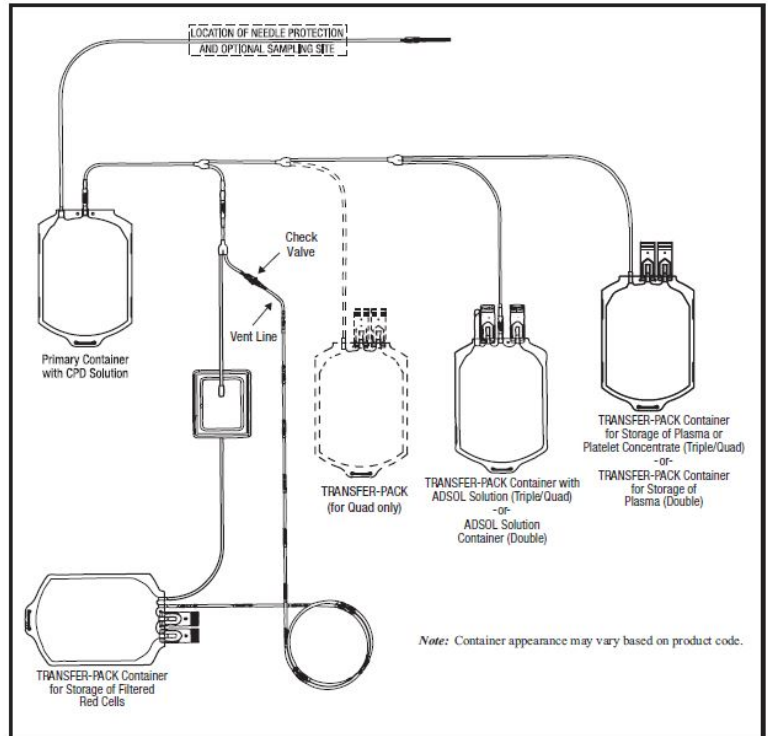 LOCATION OF NEEDLE PROTECTION
AND OPTIONAL SAMPLING SITE
Check
Valve
Vent Line
Primary Container
with CPD Solution
TRANSFER-PACK
(for Quad only)
TRANSFER-PACK Container with
ADSOL Solution (Triple/Quad)
-or-
ADSOL Solution
Container (Double)
TRANSFER-PACK Container
for Storage of Plasma or
Platelet Concentrate (Triple/Quad)
-or-
TRANSFER-PACK Container
for Storage of
Plasma (Double)
Note: Container appearance may vary based on product code.
TRANSFER-PACK Container
for Storage of Filtered
Red Cells